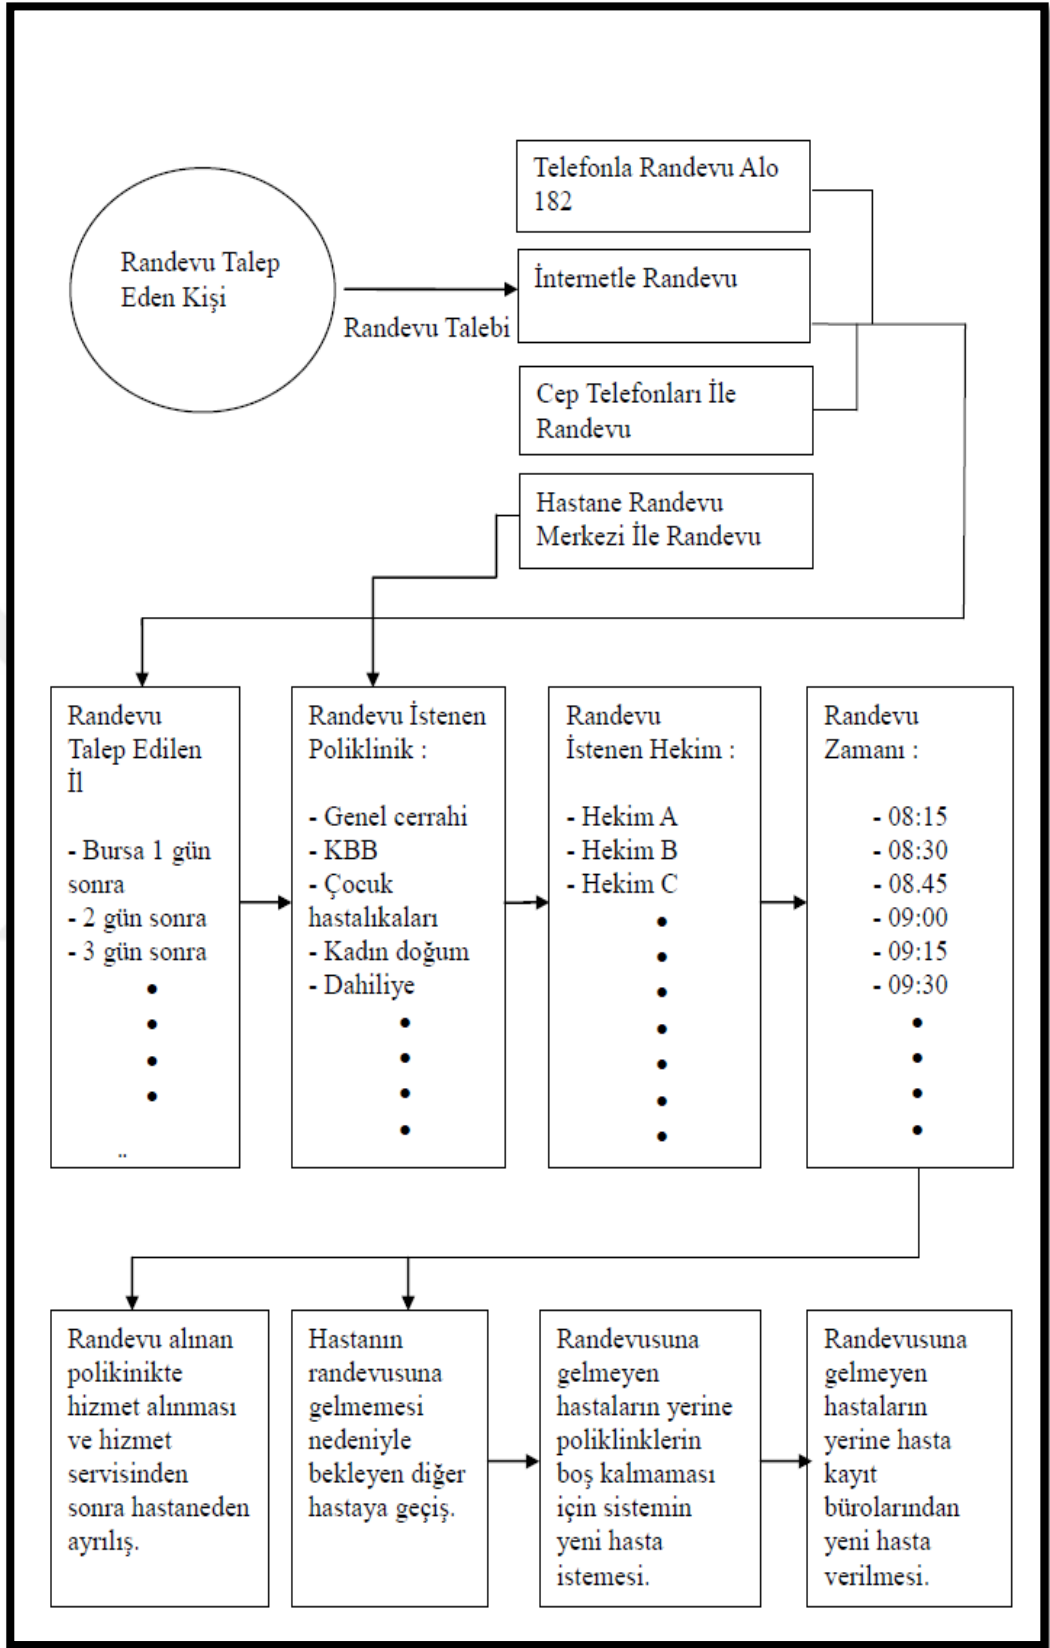 Randevu Talep
Eden Kişi
Randevu Talebi
Telefonla Randevu Alo
182
İnternetle Randevu
Cep Telefonları İle
Randevu
Hastane Randevu
Merkezi İle Randevu
Randevu
Talep Edilen
İl
- Bursa 1 gün
sonra
- 2 gün sonra
- 3 gün sonra
•
•
•
•
..
Randevu İstenen
Poliklinik :
- Genel cerrahi
- KBB
- Çocuk
hastalıkaları
- Kadın doğum
- Dahiliye
•
•
•
•
Randevu
İstenen Hekim :
- Hekim A
- Hekim B
- Hekim C
•
•
•
•
•
•
•
Randevu
Zamanı :
- 08:15
- 08:30
- 08.45
- 09:00
- 09:15
- 09:30
•
•
•
•
Randevu alınan
polikinikte
hizmet alınması
ve hizmet
servisinden
sonra hastaneden
ayrılış.
Hastanın
randevusuna
gelmemesi
nedeniyle
bekleyen diğer
hastaya geçiş.
Randevusuna
gelmeyen
hastaların yerine
poliklinklerin
boş kalmaması
için sistemin
yeni hasta
istemesi.
Randevusuna
gelmeyen
hastaların
yerine hasta
kayıt
bürolarından
yeni hasta
verilmesi.